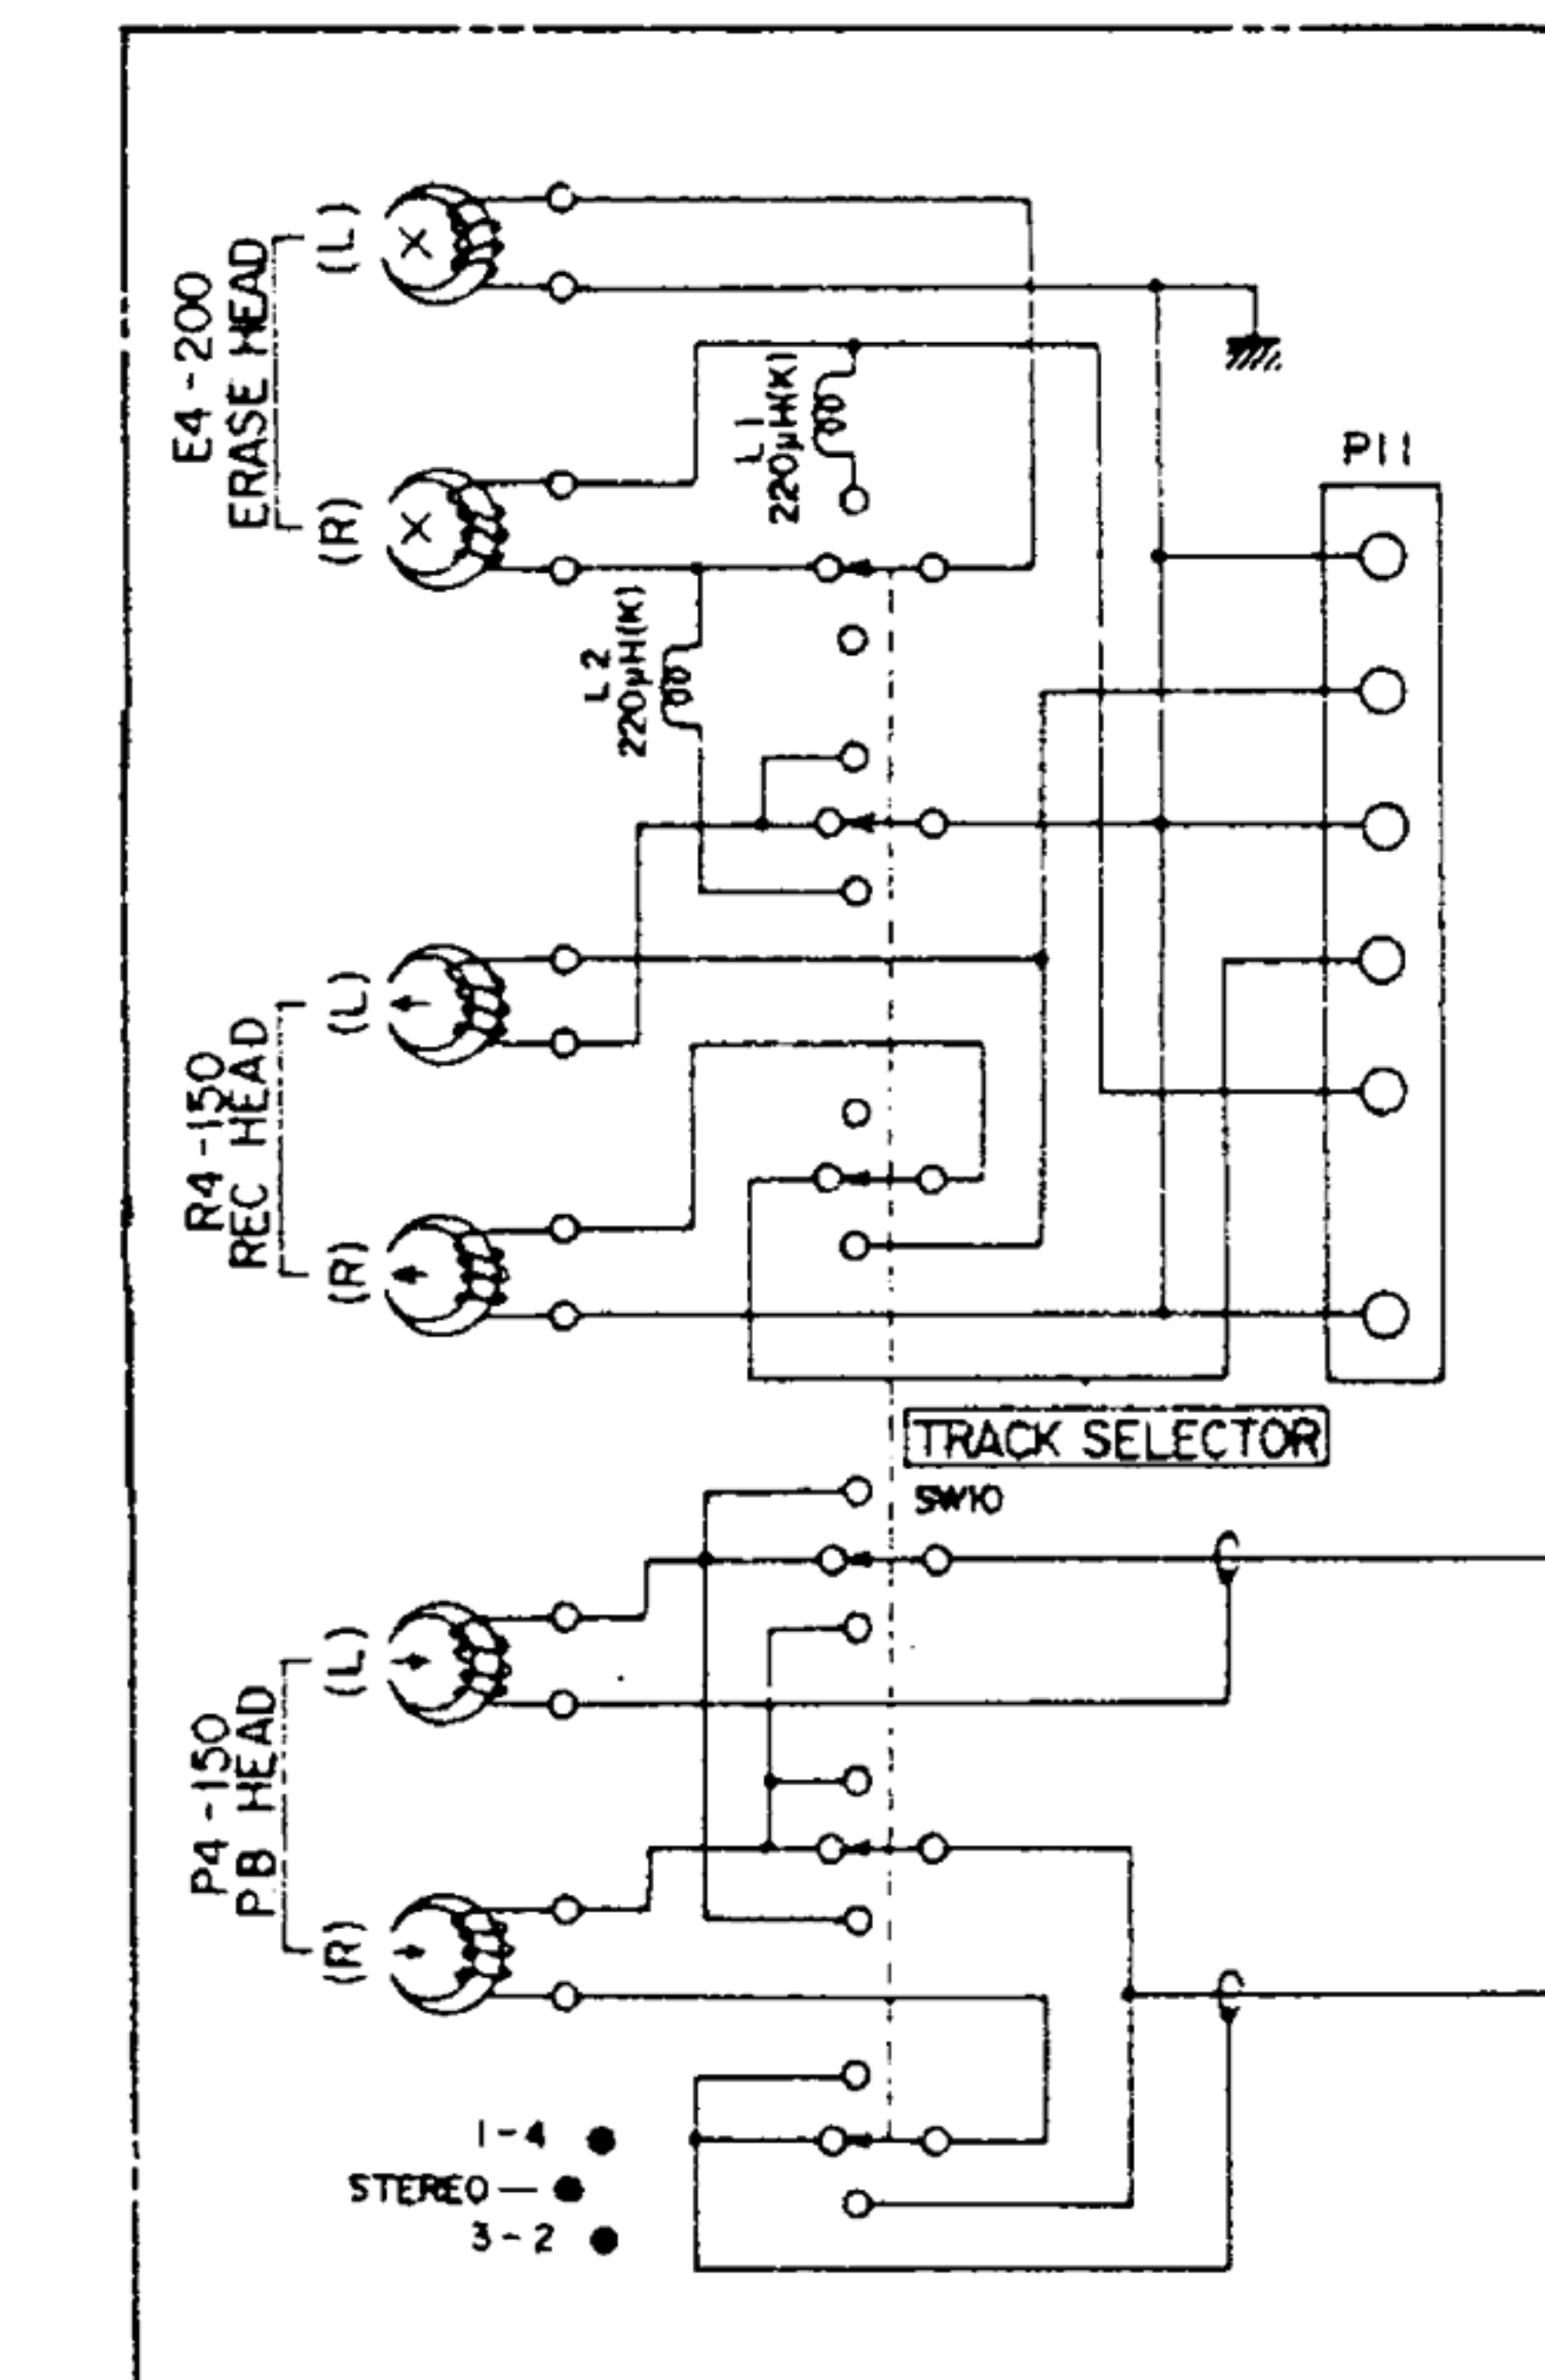 E4-200
ERASE HEAD
(L)
(R)
L1
220μH(K)
L2
220μH(K)
P11
R4-150
REC HEAD
(L)
(R)
TRACK SELECTOR
SW10
P4-150
P.B HEAD
(L)
(R)
1-4
STEREO
3-2